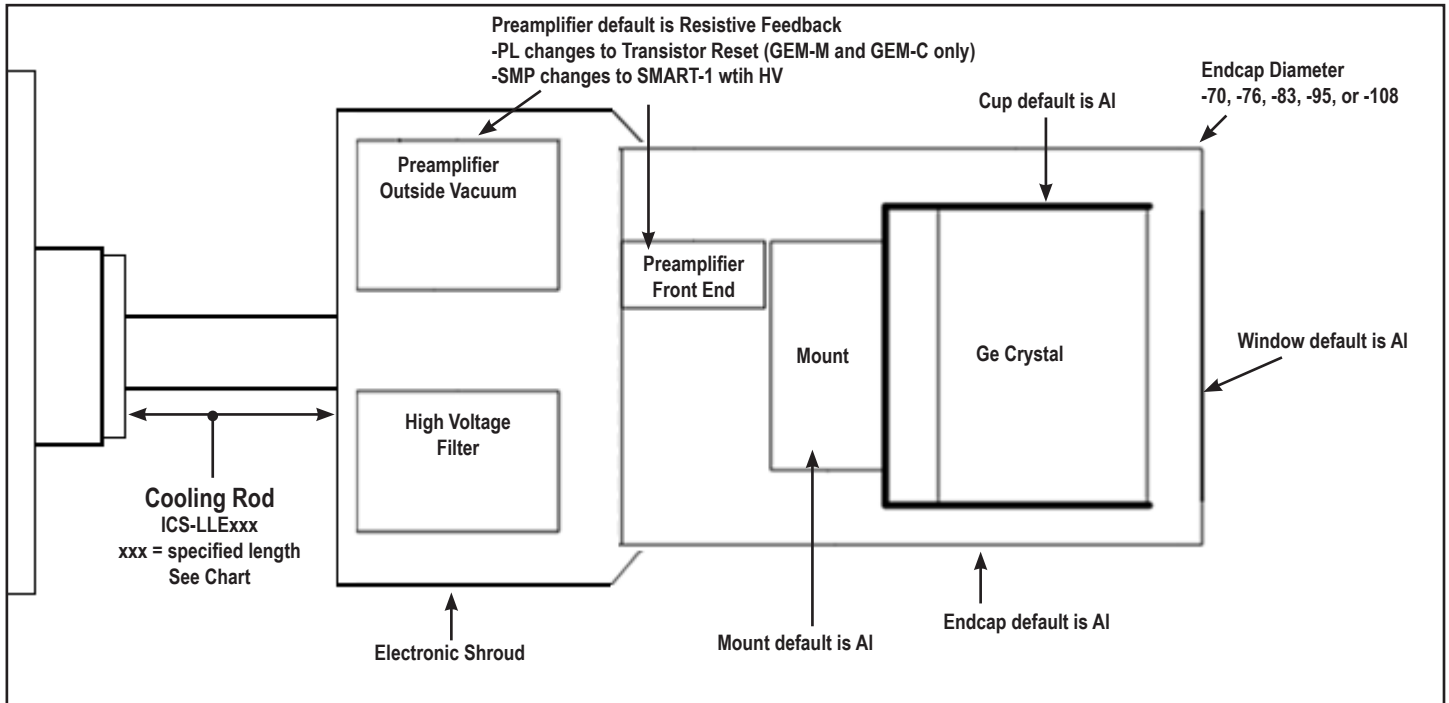 Preamplifier default is Resistive Feedback
-PL changes to Transistor Reset (GEM-M and GEM-C only)
-SMP changes to SMART-1 wtih HV
Endcap Diameter
-70, -76, -83, -95, or -108
Cup default is Al
Preamplifier
Outside Vacuum
Preamplifier
Front End
Mount
Ge Crystal
Window default is Al
High Voltage
Filter
Cooling Rod
ICS-LLExxx
xxx = specified length
See Chart
Electronic Shroud
Mount default is Al
Endcap default is Al